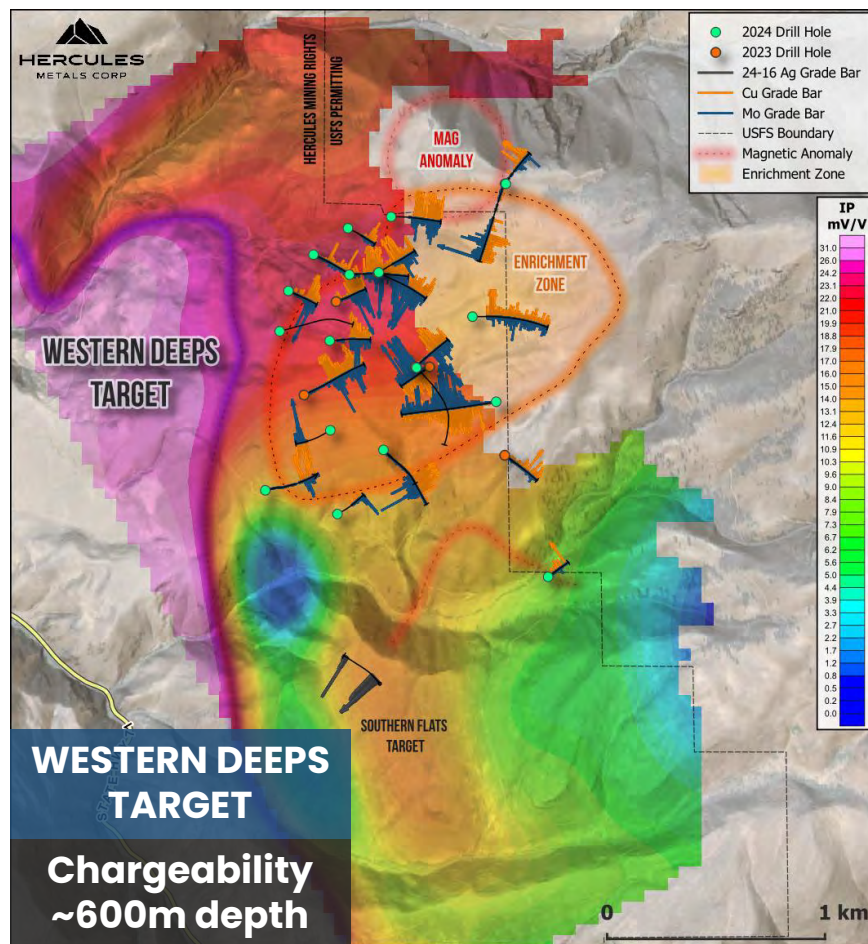 HERCULES
METALS CORP
HERCULES MINING RIGHTS
USFS PERMITTING
MAG
ANOMALY
ENRICHMENT
ZONE
WESTERN DEEPS
TARGET
SOUTHERN FLATS
TARGET
2024 Drill Hole
2023 Drill Hole
24-16 Ag Grade Bar
Cu Grade Bar
Mo Grade Bar
USFS Boundary
Magnetic Anomaly
Enrichment Zone
IP
mV/V
31.0
26.0
24.2
23.1
22.0
21.0
19.9
18.8
17.9
17.0
16.0
15.0
14.0
13.1
12.4
11.6
10.9
10.3
9.6
9.0
8.4
7.9
7.3
6.7
6.2
5.6
5.0
4.4
3.9
3.3
2.7
2.2
1.7
1.2
0.8
0.5
0.2
0.0
WESTERN DEEPS
TARGET
Chargeability
~600m depth
0 1 km